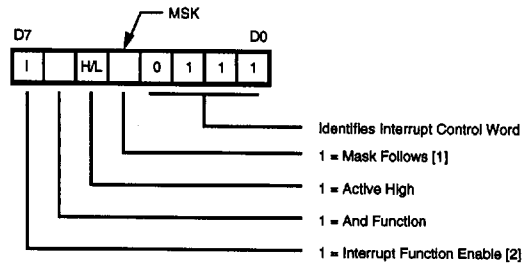 MSK
D7 D0
I H/L 0 1 1 1
Identifies Interrupt Control Word
1 = Mask Follows [1]
1 = Active High
1 = And Function
1 = Interrupt Function Enable [2]